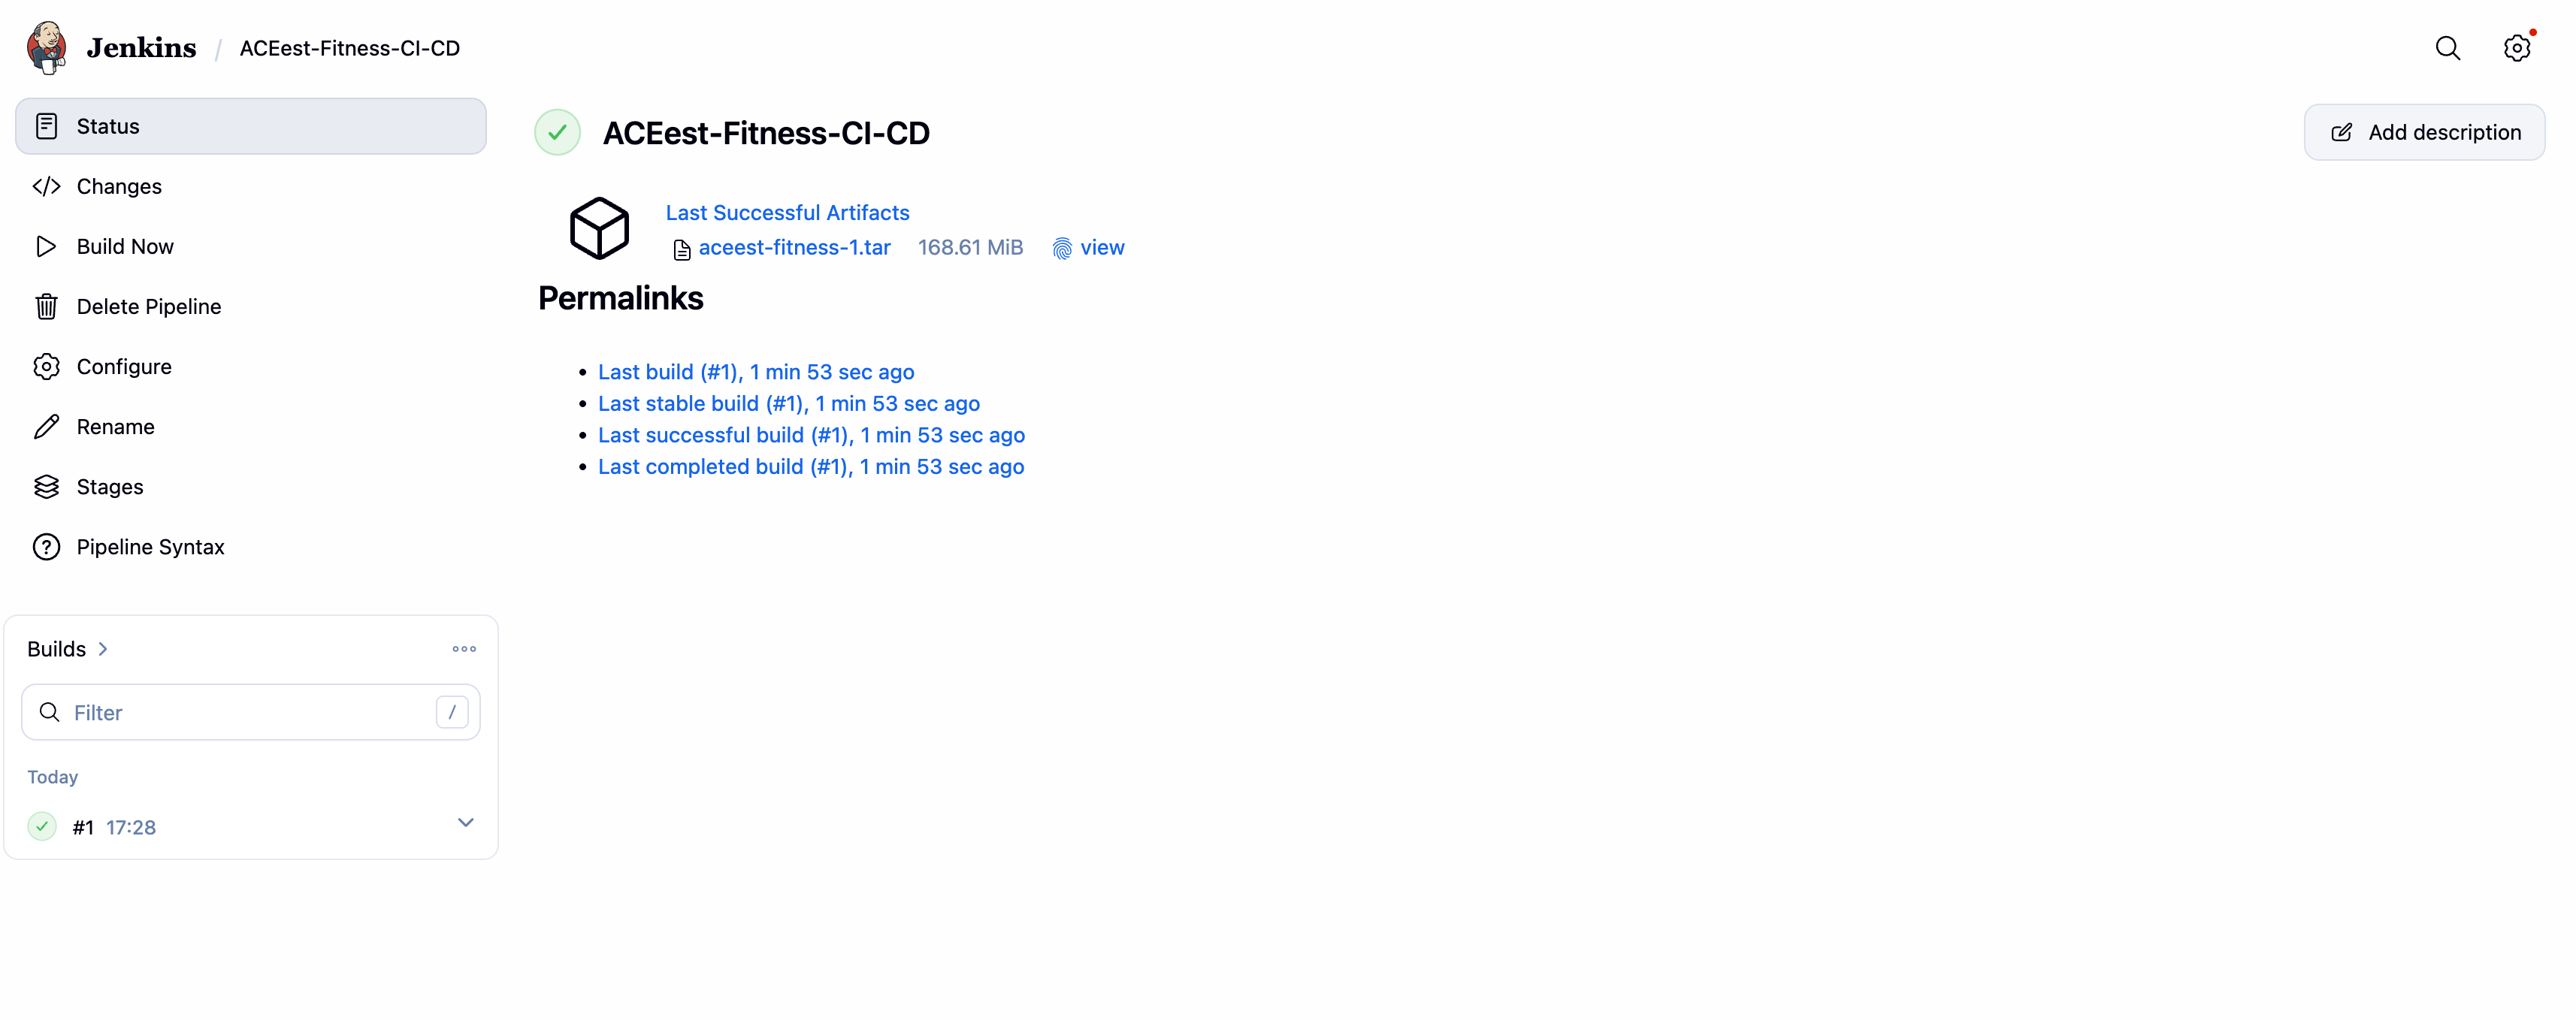 Jenkins / ACEest-Fitness-CI-CD
Status
Changes
Build Now
Delete Pipeline
Configure
Rename
Stages
Pipeline Syntax
Builds
Filter /
Today
#1 17:28
ACEest-Fitness-CI-CD
Add description
Last Successful Artifacts
aceest-fitness-1.tar 168.61 MiB view
Permalinks
Last build (#1), 1 min 53 sec ago
Last stable build (#1), 1 min 53 sec ago
Last successful build (#1), 1 min 53 sec ago
Last completed build (#1), 1 min 53 sec ago